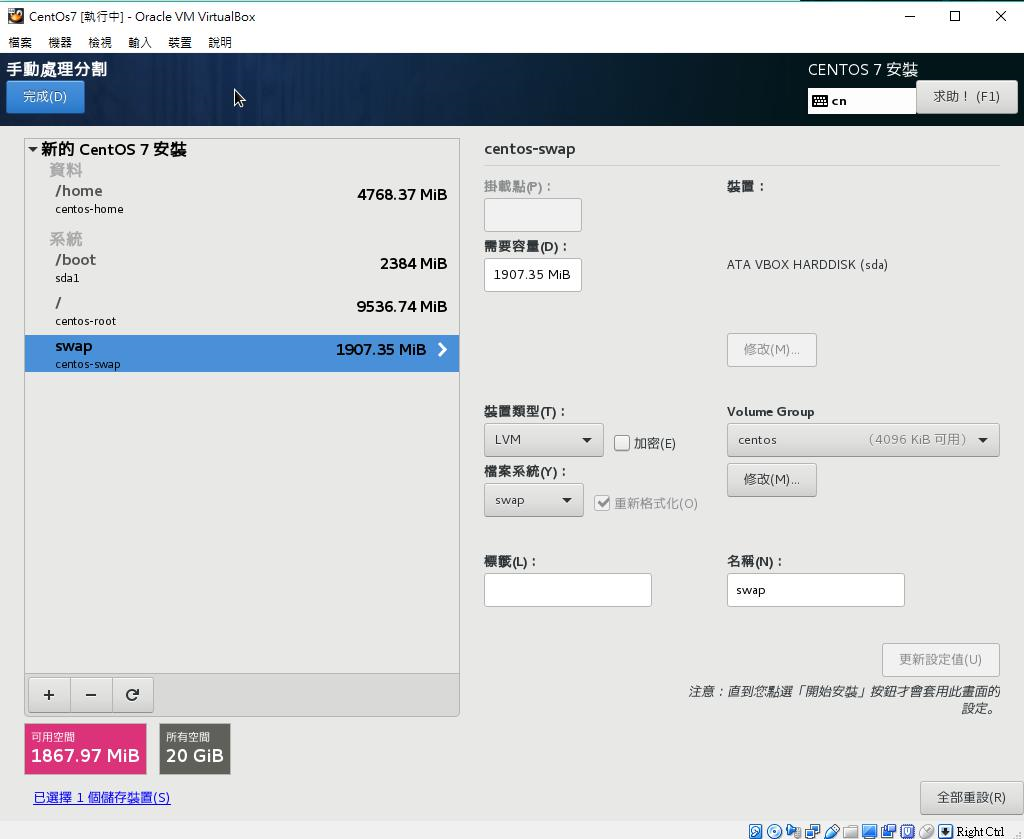 CentOs7 [執行中] - Oracle VM VirtualBox
檔案 機器 檢視 輸入 裝置 說明
手動處理分割
CENTOS 7 安裝
完成(D)
cn
求助！ (F1)
新的 CentOS 7 安裝
資料
/home
4768.37 MiB
centos-home
系統
/boot
2384 MiB
sda1
/
9536.74 MiB
centos-root
swap
1907.35 MiB
centos-swap
+ −
可用空間
1867.97 MiB
所有空間
20 GiB
已選擇 1 個儲存裝置(S)
centos-swap
掛載點(P)：
裝置：
需要容量(D)：
1907.35 MiB
ATA VBOX HARDDISK (sda)
修改(M)...
裝置類型(T)：
Volume Group
LVM
加密(E)
centos
(4096 KiB 可用)
檔案系統(Y)：
修改(M)...
swap
重新格式化(O)
標籤(L)：
名稱(N)：
swap
更新設定值(U)
注意：直到您點選「開始安裝」按鈕才會套用此畫面的
設定。
全部重設(R)
Right Ctrl